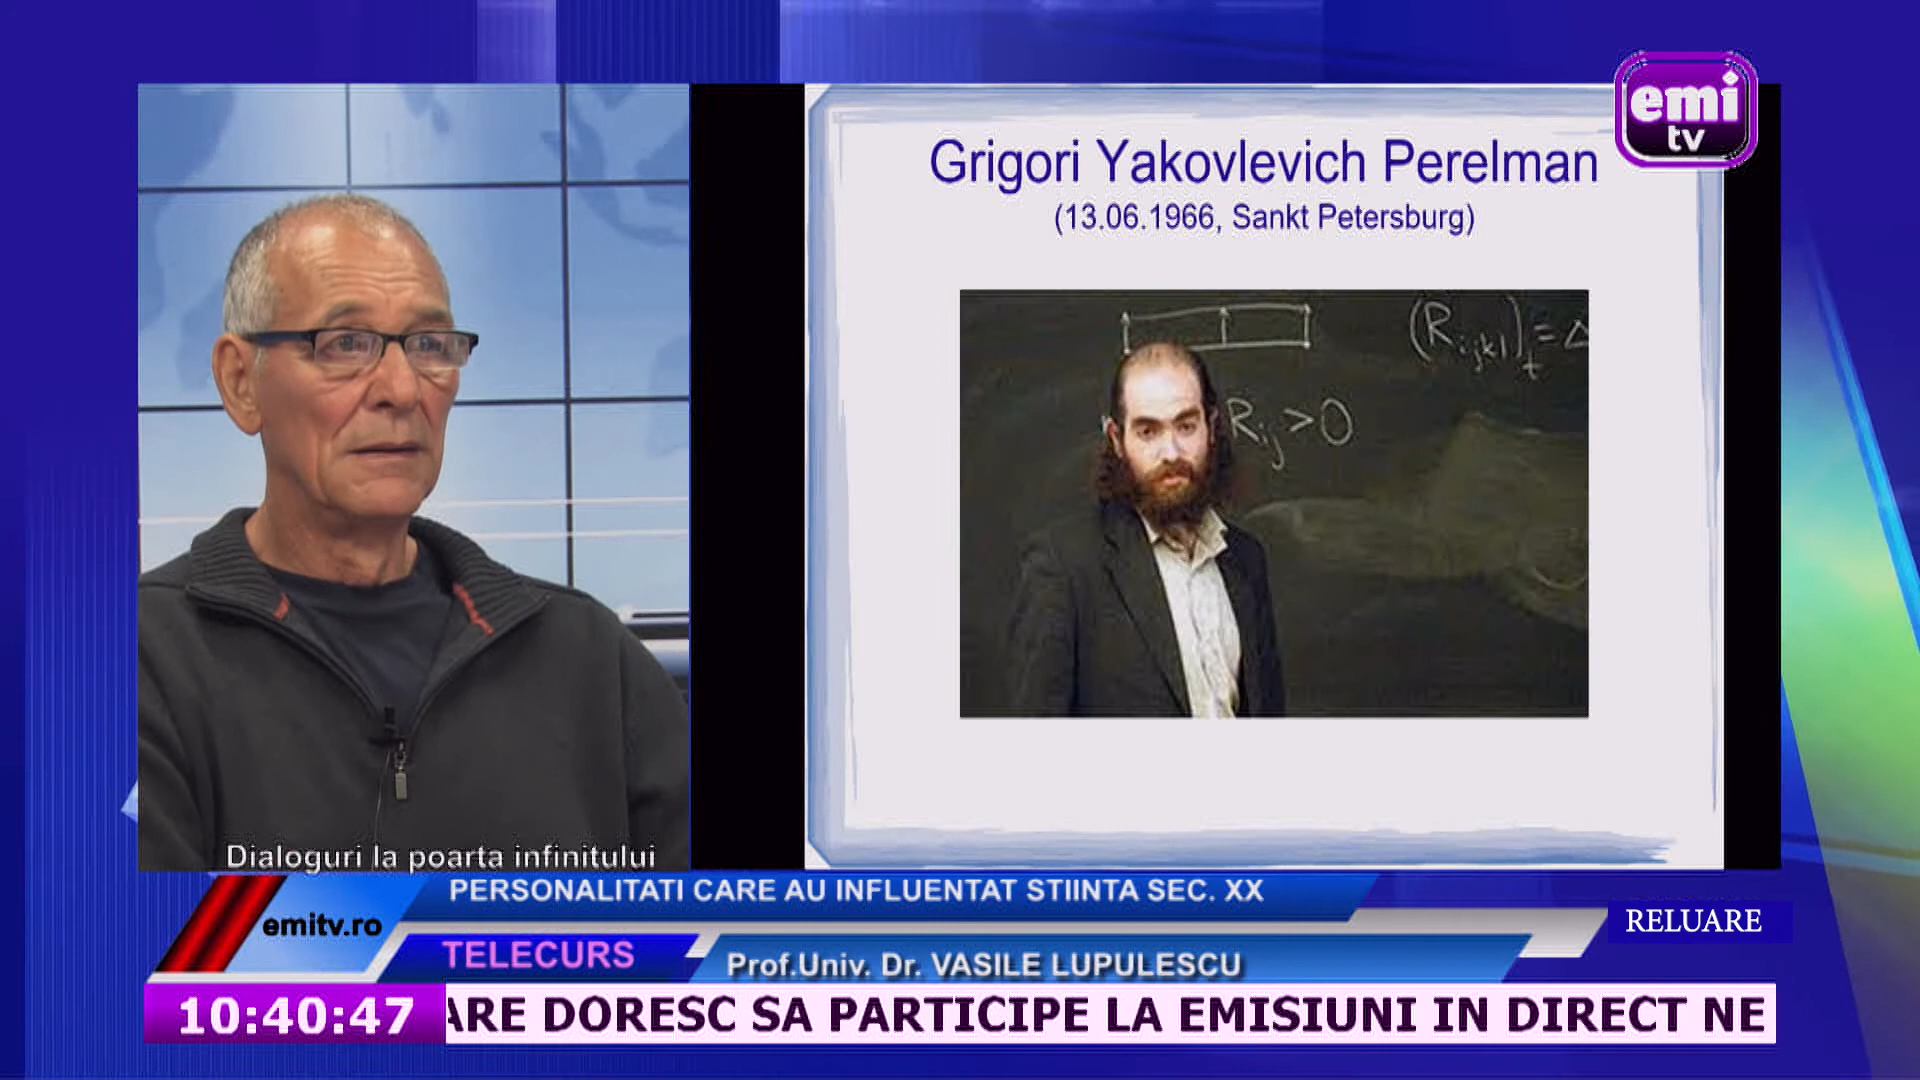 emi
tv
Grigori Yakovlevich Perelman
(13.06.1966, Sankt Petersburg)
(Rijkl)t = Δ
Rij > 0
Dialoguri la poarta infinitului
PERSONALITATI CARE AU INFLUENTAT STIINTA SEC. XX
emitv.ro
RELUARE
TELECURS
Prof.Univ. Dr. VASILE LUPULESCU
10:40:47
ARE DORESC SA PARTICIPE LA EMISIUNI IN DIRECT NE